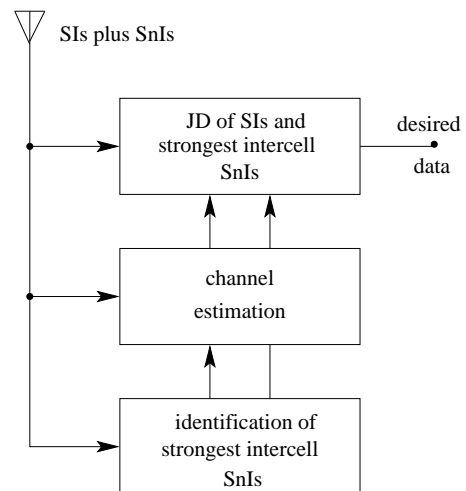 SIs plus SnIs
JD of SIs and
strongest intercell
SnIs
desired
data
channel
estimation
identification of
strongest intercell
SnIs